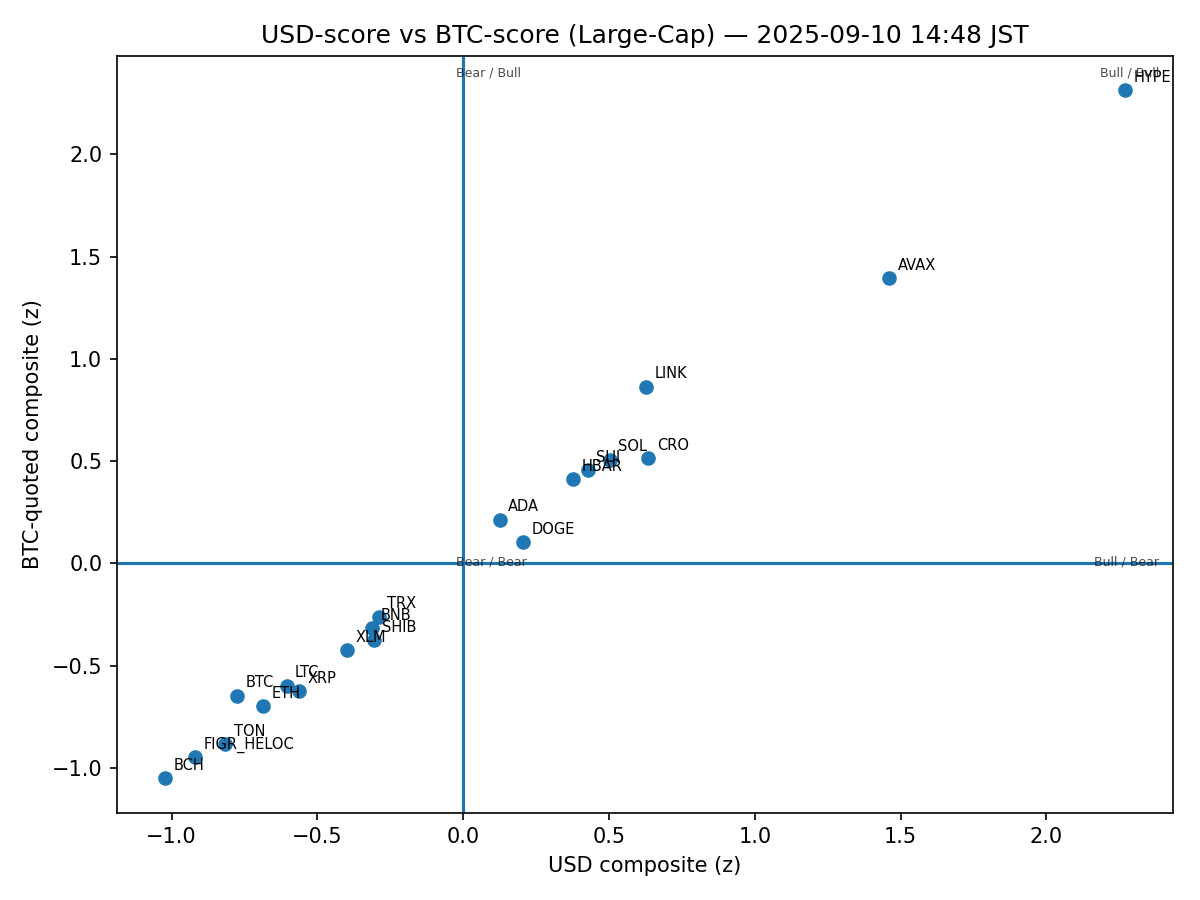 USD-score vs BTC-score (Large-Cap) — 2025-09-10 14:48 JST
Bear / Bull
Bull / Bull
HYPE
2.0
AVAX
1.5
LINK
1.0
SOL
CRO
SUI
HBAR
0.5
ADA
DOGE
0.0
Bear / Bear
Bull / Bear
TRX
BNB
SHIB
XLM
−0.5
LTC
XRP
BTC
ETH
TON
FIGR_HELOC
BCH
−1.0
BTC-quoted composite (z)
−1.0
−0.5
0.0
0.5
1.0
1.5
2.0
USD composite (z)